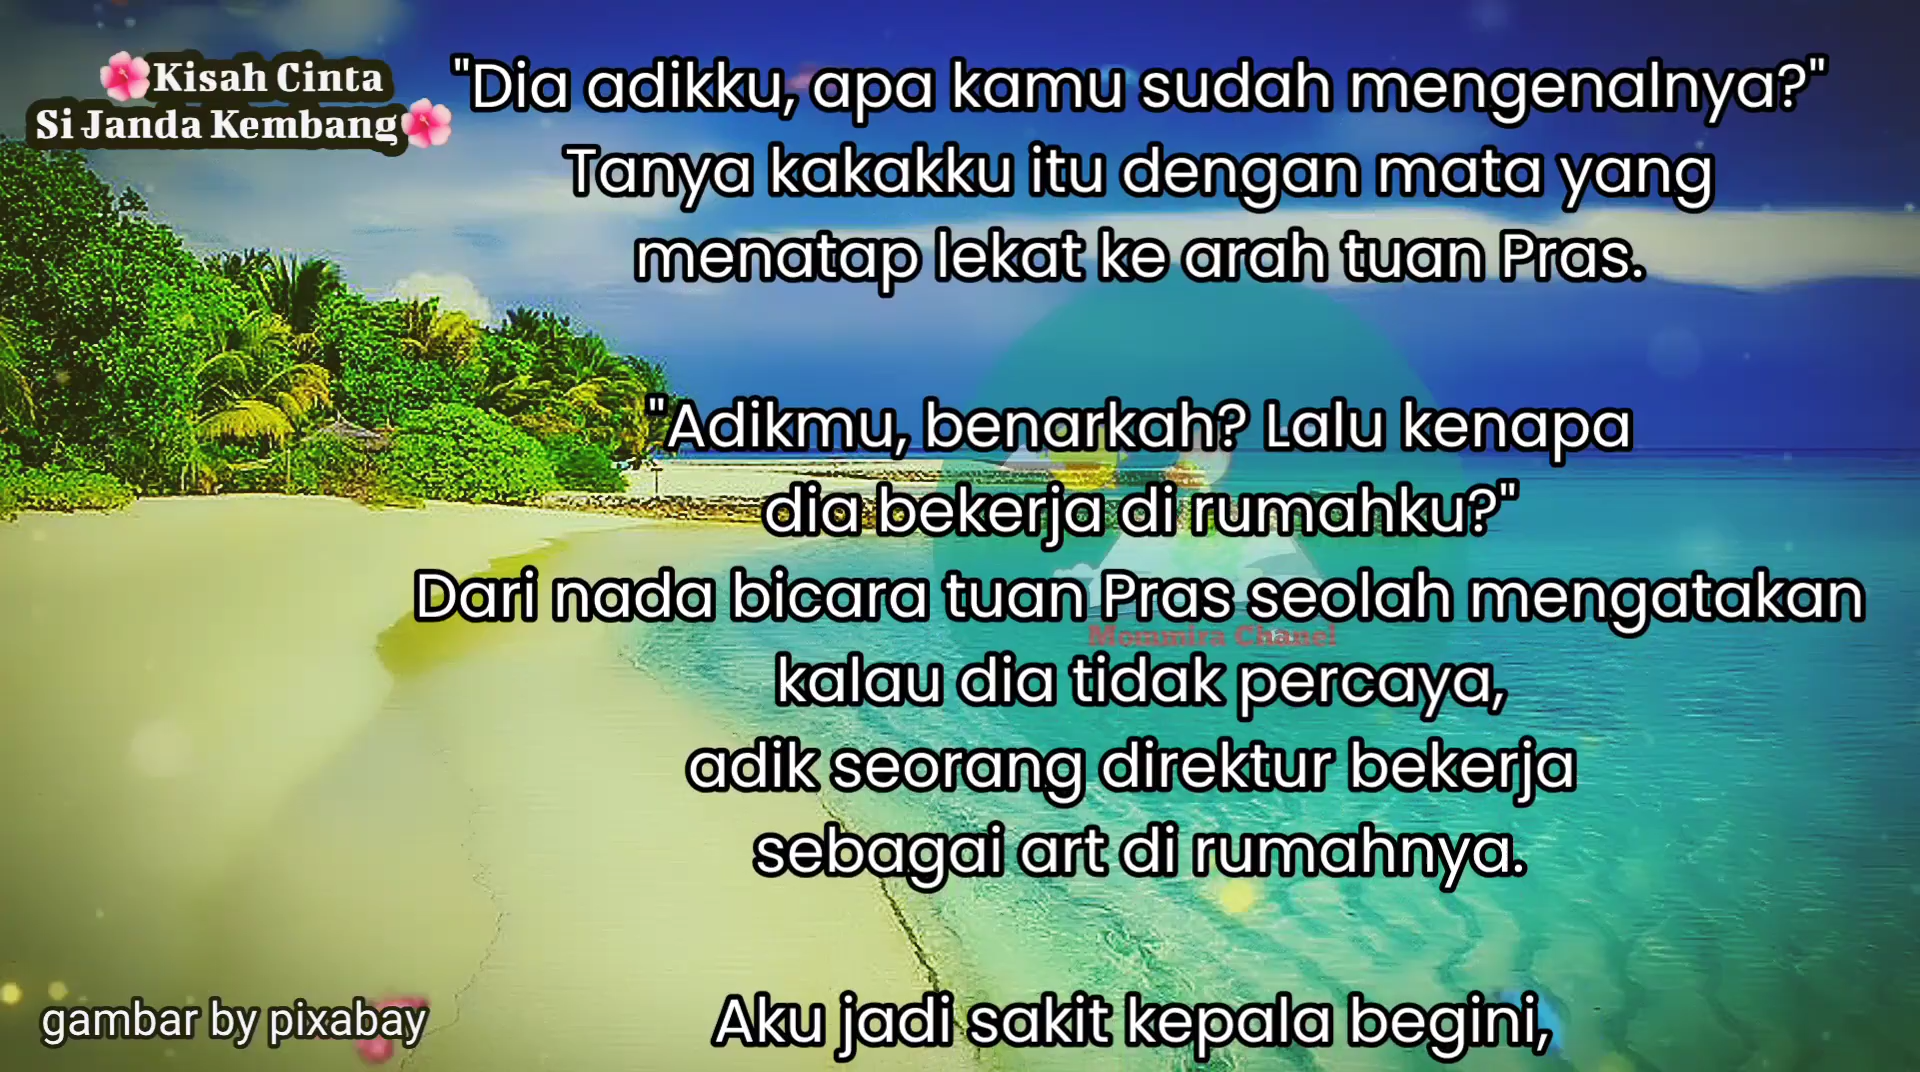 🌺Kisah Cinta
Si Janda Kembang🌺
"Dia adikku, apa kamu sudah mengenalnya?"
Tanya kakakku itu dengan mata yang
menatap lekat ke arah tuan Pras.
"Adikmu, benarkah? Lalu kenapa
dia bekerja di rumahku?"
Dari nada bicara tuan Pras seolah mengatakan
Mommira Chanel
kalau dia tidak percaya,
adik seorang direktur bekerja
sebagai art di rumahnya.
Aku jadi sakit kepala begini,
gambar by pixabay